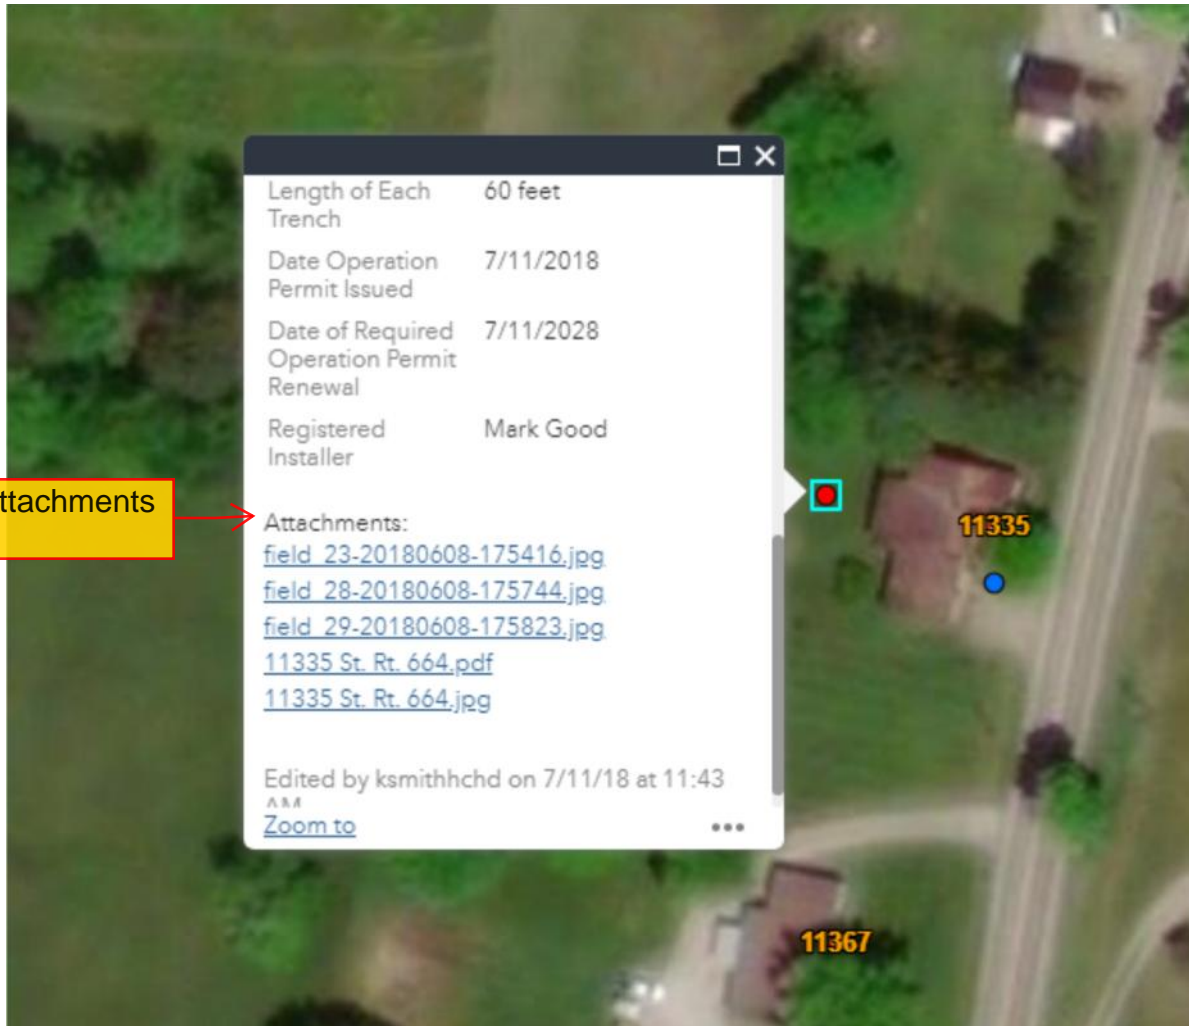 Length of Each 60 feet
Trench
Date Operation 7/11/2018
Permit Issued
Date of Required 7/11/2028
Operation Permit
Renewal
Registered Mark Good
Installer
ttachments
Attachments:
field_23-20180608-175416.jpg
field_28-20180608-175744.jpg
field_29-20180608-175823.jpg
11335 St. Rt. 664.pdf
11335 St. Rt. 664.jpg
Edited by ksmithhchd on 7/11/18 at 11:43
AM
Zoom to
11335
11367